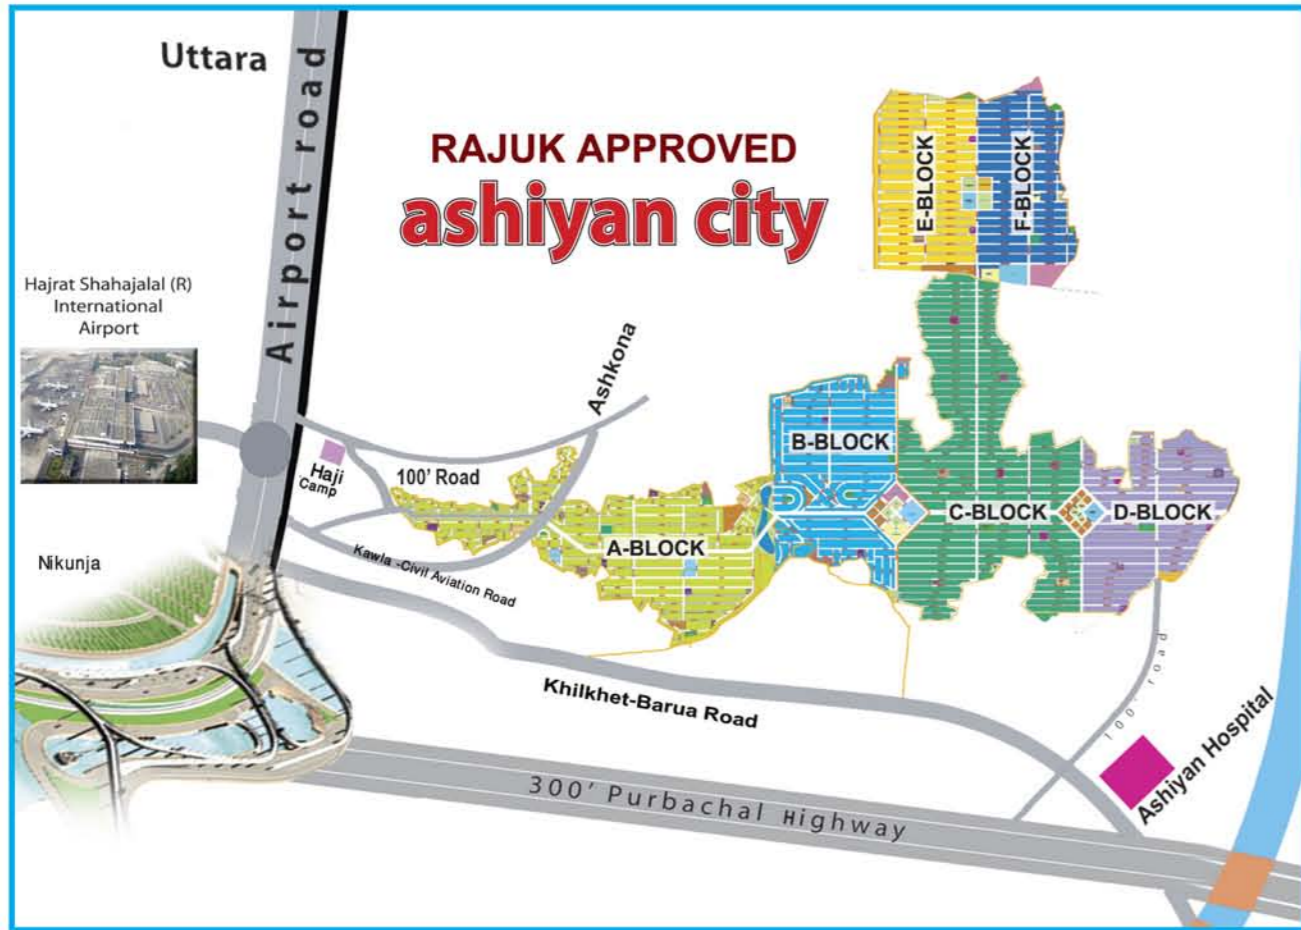 Uttara
Airport road
RAJUK APPROVED
ashiyan city
E-BLOCK
F-BLOCK
Hajrat Shahajalal (R)
International
Airport
Ashkona
Haji
Camp
100' Road
B-BLOCK
C-BLOCK
D-BLOCK
A-BLOCK
Nikunja
Kawla -Civil Aviation Road
Khilkhet-Barua Road
100' road
Ashiyan Hospital
300' Purbachal Highway